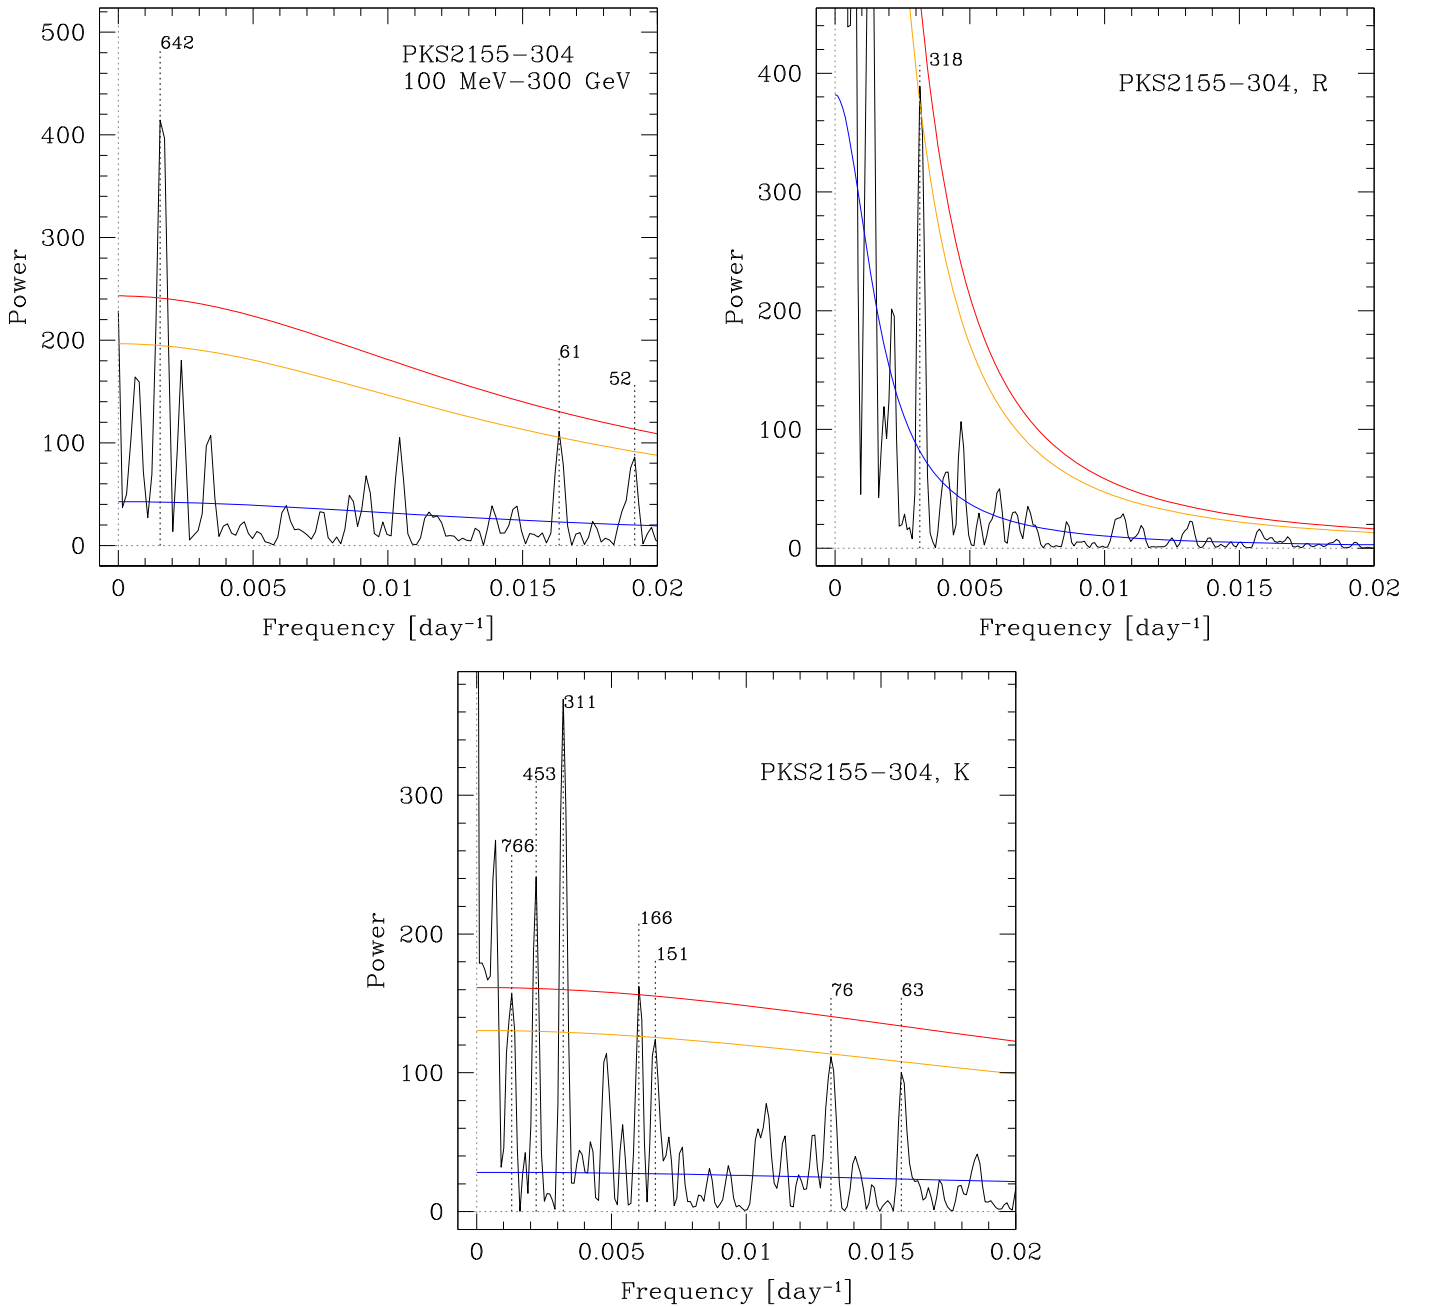 PKS2155−304
100 MeV−300 GeV
642
61
52
500
400
300
200
100
0
Power
0 0.005 0.01 0.015 0.02
Frequency [day⁻¹]
PKS2155−304, R
318
400
300
200
100
0
Power
0 0.005 0.01 0.015 0.02
Frequency [day⁻¹]
PKS2155−304, K
311
453
766
166
151
76
63
300
200
100
0
Power
0 0.005 0.01 0.015 0.02
Frequency [day⁻¹]